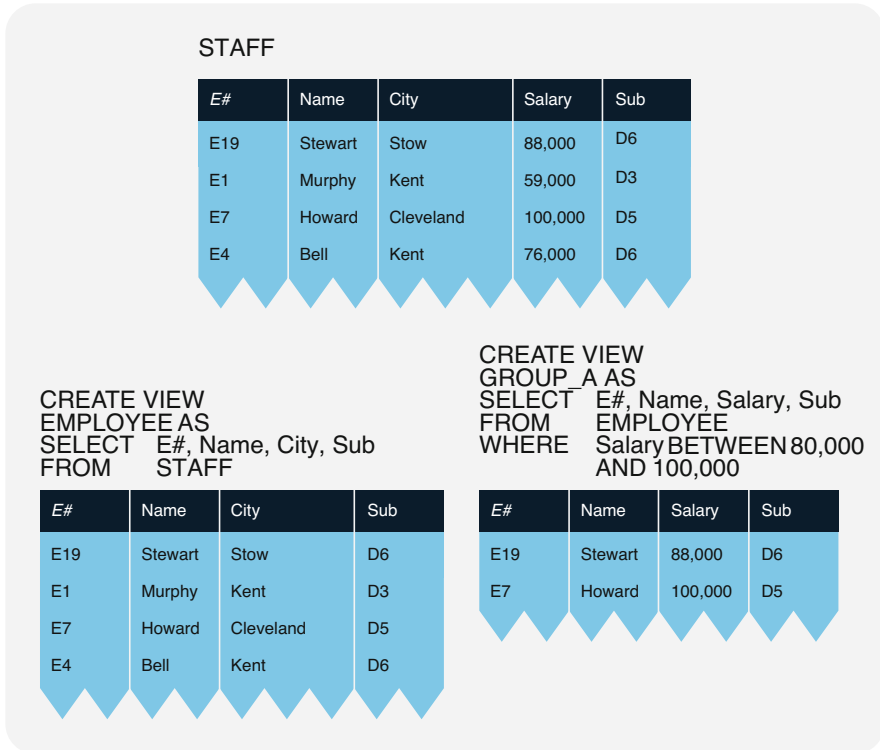 STAFF
E# Name City Salary Sub
E19 Stewart Stow 88,000 D6
E1 Murphy Kent 59,000 D3
E7 Howard Cleveland 100,000 D5
E4 Bell Kent 76,000 D6
CREATE VIEW
EMPLOYEE AS
SELECT E#, Name, City, Sub
FROM STAFF
E# Name City Sub
E19 Stewart Stow D6
E1 Murphy Kent D3
E7 Howard Cleveland D5
E4 Bell Kent D6
CREATE VIEW
GROUP_A AS
SELECT E#, Name, Salary, Sub
FROM EMPLOYEE
WHERE Salary BETWEEN 80,000
AND 100,000
E# Name Salary Sub
E19 Stewart 88,000 D6
E7 Howard 100,000 D5